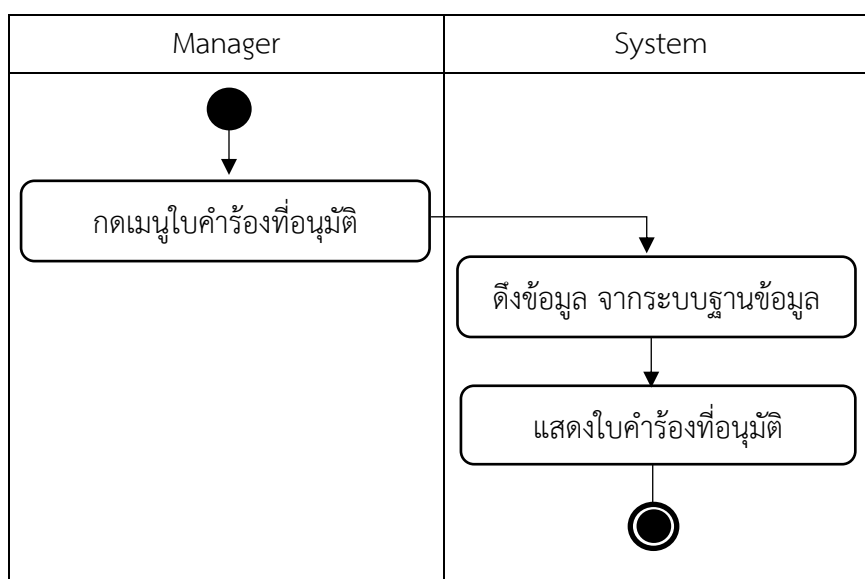 Manager
System
กดเมนูใบคำร้องที่อนุมัติ
ดึงข้อมูล จากระบบฐานข้อมูล
แสดงใบคำร้องที่อนุมัติ